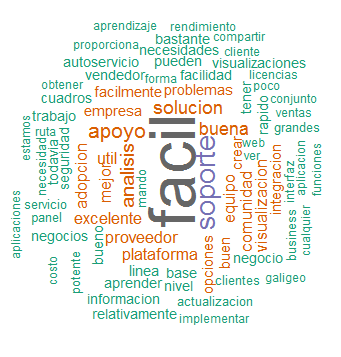 aprendizaje
rendimiento
proporciona
bastante
compartir
necesidades
cliente
autoservicio
pueden
visualizaciones
vendedor
forma
facilidad
licencias
obtener
facilmente
problemas
tener
poco
cuadros
empresa
solucion
rapido
conjunto
trabajo
apoyo
facil
buena
ventas
estamos
ruta
web
grandes
necesidad
todavia
seguridad
adopcion
util
mejor
analisis
mando
soporte
equipo
crear
comunidad
ver
visualizacion
integracion
interfaz
aplicacion
funciones
servicio
excelente
aplicaciones
panel
negocios
bueno
proveedor
opciones
buen
business
cualquier
plataforma
negocio
costo
potente
linea
base
aprender
nivel
clientes
galigeo
informacion
actualizacion
relativamente
implementar